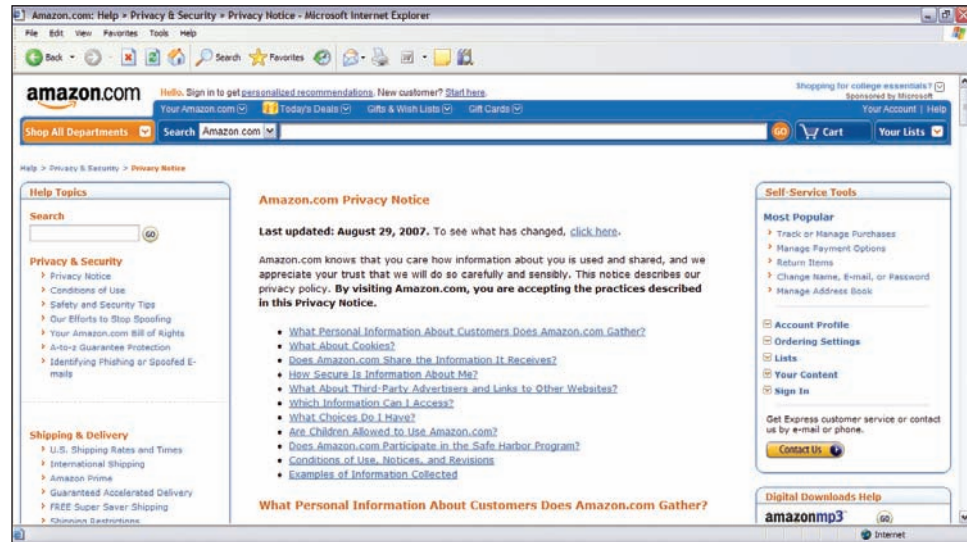 Amazon.com: Help > Privacy & Security > Privacy Notice - Microsoft Internet Explorer
File Edit View Favorites Tools Help
Back Search Favorites
amazon.com
Hello. Sign in to get personalized recommendations. New customer? Start here.
Shopping for college essentials?
Sponsored by Microsoft
Your Amazon.com Today's Deals Gifts & Wish Lists Gift Cards
Your Account | Help
Shop All Departments Search Amazon.com GO Cart Your Lists
Help > Privacy & Security > Privacy Notice
Help Topics
Search
GO
Privacy & Security
Privacy Notice
Conditions of Use
Safety and Security Tips
Our Efforts to Stop Spoofing
Your Amazon.com Bill of Rights
A-to-z Guarantee Protection
Identifying Phishing or Spoofed E-
mails
Shipping & Delivery
U.S. Shipping Rates and Times
International Shipping
Amazon Prime
Guaranteed Accelerated Delivery
FREE Super Saver Shipping
Shipping Restrictions
Amazon.com Privacy Notice
Last updated: August 29, 2007. To see what has changed, click here.
Amazon.com knows that you care how information about you is used and shared, and we
appreciate your trust that we will do so carefully and sensibly. This notice describes our
privacy policy. By visiting Amazon.com, you are accepting the practices described
in this Privacy Notice.
What Personal Information About Customers Does Amazon.com Gather?
What About Cookies?
Does Amazon.com Share the Information It Receives?
How Secure Is Information About Me?
What About Third-Party Advertisers and Links to Other Websites?
Which Information Can I Access?
What Choices Do I Have?
Are Children Allowed to Use Amazon.com?
Does Amazon.com Participate in the Safe Harbor Program?
Conditions of Use, Notices, and Revisions
Examples of Information Collected
What Personal Information About Customers Does Amazon.com Gather?
Self-Service Tools
Most Popular
Track or Manage Purchases
Manage Payment Options
Return Items
Change Name, E-mail, or Password
Manage Address Book
Account Profile
Ordering Settings
Lists
Your Content
Sign In
Get Express customer service or contact
us by e-mail or phone.
Contact Us
Digital Downloads Help
amazonmp3 GO
Internet